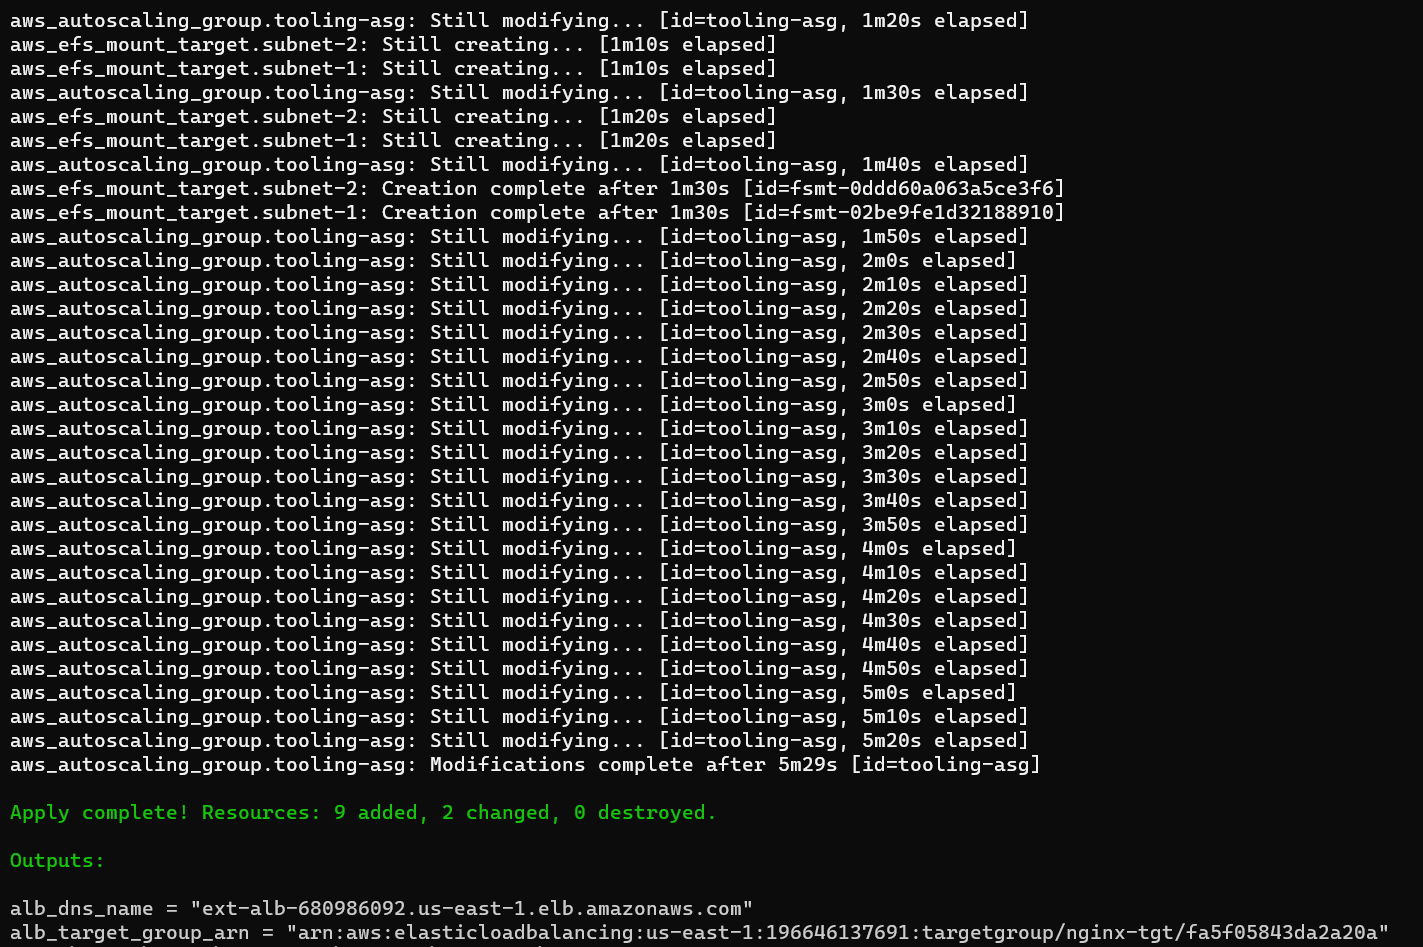 aws_autoscaling_group.tooling-asg: Still modifying... [id=tooling-asg, 1m20s elapsed]
aws_efs_mount_target.subnet-2: Still creating... [1m10s elapsed]
aws_efs_mount_target.subnet-1: Still creating... [1m10s elapsed]
aws_autoscaling_group.tooling-asg: Still modifying... [id=tooling-asg, 1m30s elapsed]
aws_efs_mount_target.subnet-2: Still creating... [1m20s elapsed]
aws_efs_mount_target.subnet-1: Still creating... [1m20s elapsed]
aws_autoscaling_group.tooling-asg: Still modifying... [id=tooling-asg, 1m40s elapsed]
aws_efs_mount_target.subnet-2: Creation complete after 1m30s [id=fsmt-0ddd60a063a5ce3f6]
aws_efs_mount_target.subnet-1: Creation complete after 1m30s [id=fsmt-02be9fe1d32188910]
aws_autoscaling_group.tooling-asg: Still modifying... [id=tooling-asg, 1m50s elapsed]
aws_autoscaling_group.tooling-asg: Still modifying... [id=tooling-asg, 2m0s elapsed]
aws_autoscaling_group.tooling-asg: Still modifying... [id=tooling-asg, 2m10s elapsed]
aws_autoscaling_group.tooling-asg: Still modifying... [id=tooling-asg, 2m20s elapsed]
aws_autoscaling_group.tooling-asg: Still modifying... [id=tooling-asg, 2m30s elapsed]
aws_autoscaling_group.tooling-asg: Still modifying... [id=tooling-asg, 2m40s elapsed]
aws_autoscaling_group.tooling-asg: Still modifying... [id=tooling-asg, 2m50s elapsed]
aws_autoscaling_group.tooling-asg: Still modifying... [id=tooling-asg, 3m0s elapsed]
aws_autoscaling_group.tooling-asg: Still modifying... [id=tooling-asg, 3m10s elapsed]
aws_autoscaling_group.tooling-asg: Still modifying... [id=tooling-asg, 3m20s elapsed]
aws_autoscaling_group.tooling-asg: Still modifying... [id=tooling-asg, 3m30s elapsed]
aws_autoscaling_group.tooling-asg: Still modifying... [id=tooling-asg, 3m40s elapsed]
aws_autoscaling_group.tooling-asg: Still modifying... [id=tooling-asg, 3m50s elapsed]
aws_autoscaling_group.tooling-asg: Still modifying... [id=tooling-asg, 4m0s elapsed]
aws_autoscaling_group.tooling-asg: Still modifying... [id=tooling-asg, 4m10s elapsed]
aws_autoscaling_group.tooling-asg: Still modifying... [id=tooling-asg, 4m20s elapsed]
aws_autoscaling_group.tooling-asg: Still modifying... [id=tooling-asg, 4m30s elapsed]
aws_autoscaling_group.tooling-asg: Still modifying... [id=tooling-asg, 4m40s elapsed]
aws_autoscaling_group.tooling-asg: Still modifying... [id=tooling-asg, 4m50s elapsed]
aws_autoscaling_group.tooling-asg: Still modifying... [id=tooling-asg, 5m0s elapsed]
aws_autoscaling_group.tooling-asg: Still modifying... [id=tooling-asg, 5m10s elapsed]
aws_autoscaling_group.tooling-asg: Still modifying... [id=tooling-asg, 5m20s elapsed]
aws_autoscaling_group.tooling-asg: Modifications complete after 5m29s [id=tooling-asg]
Apply complete! Resources: 9 added, 2 changed, 0 destroyed.
Outputs:
alb_dns_name = "ext-alb-680986092.us-east-1.elb.amazonaws.com"
alb_target_group_arn = "arn:aws:elasticloadbalancing:us-east-1:196646137691:targetgroup/nginx-tgt/fa5f05843da2a20a"